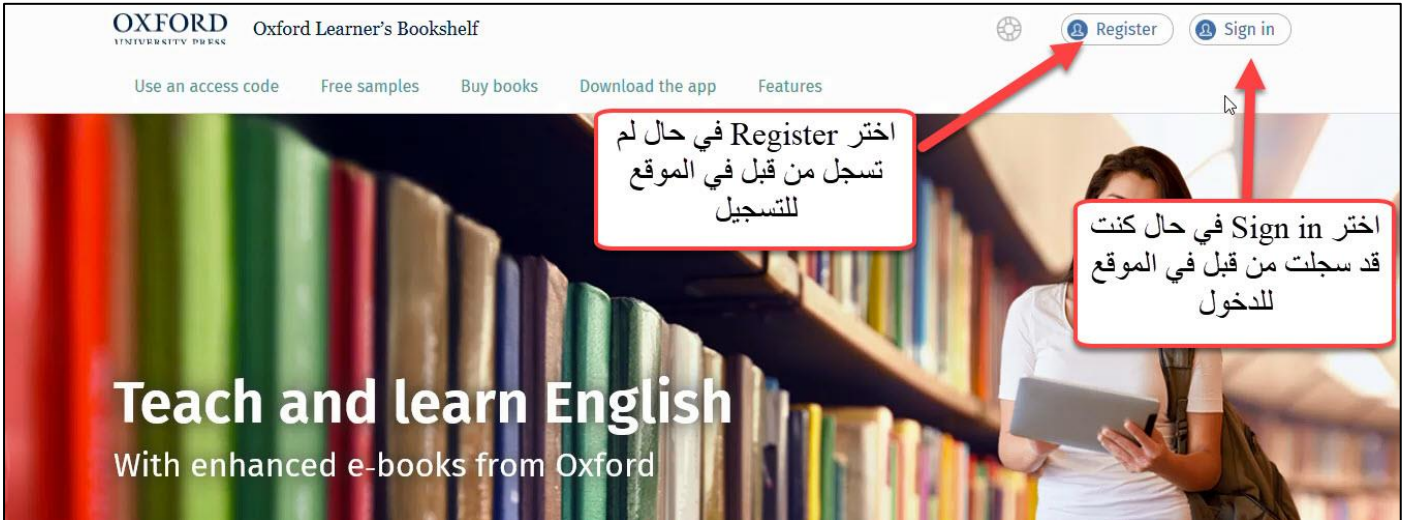 OXFORD
UNIVERSITY PRESS
Oxford Learner's Bookshelf
Register
Sign in
Use an access code
Free samples
Buy books
Download the app
Features
اختر Register في حال لم
تسجل من قبل في الموقع
للتسجيل
اختر Sign in في حال كنت
قد سجلت من قبل في الموقع
للدخول
Teach and learn English
With enhanced e-books from Oxford